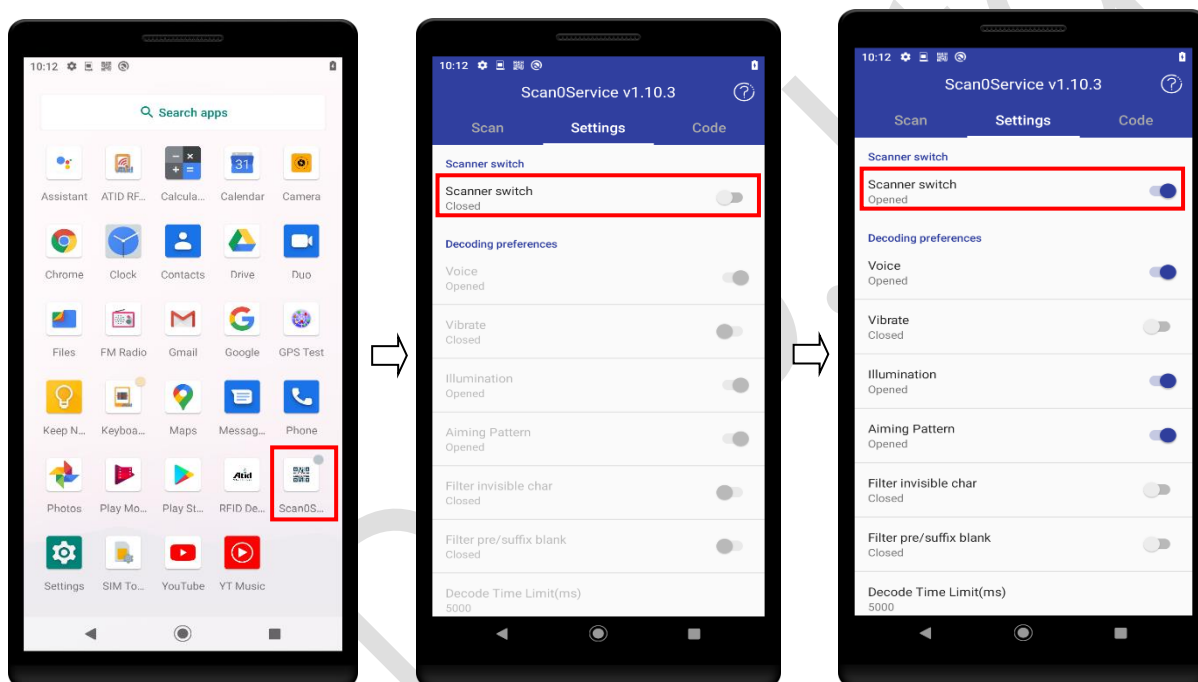 10:12
Search apps
31
Assistant ATID RF... Calcula... Calendar Camera
Chrome Clock Contacts Drive Duo
Files FM Radio Gmail Google GPS Test
Keep N... Keyboa... Maps Messag... Phone
Atid
Photos Play Mo... Play St... RFID De... Scan0S...
Settings SIM To... YouTube YT Music
10:12
Scan0Service v1.10.3
Scan Settings Code
Scanner switch
Scanner switch
Closed
Decoding preferences
Voice
Opened
Vibrate
Closed
Illumination
Opened
Aiming Pattern
Opened
Filter invisible char
Closed
Filter pre/suffix blank
Closed
Decode Time Limit(ms)
5000
10:12
Scan0Service v1.10.3
Scan Settings Code
Scanner switch
Scanner switch
Opened
Decoding preferences
Voice
Opened
Vibrate
Closed
Illumination
Opened
Aiming Pattern
Opened
Filter invisible char
Closed
Filter pre/suffix blank
Closed
Decode Time Limit(ms)
5000